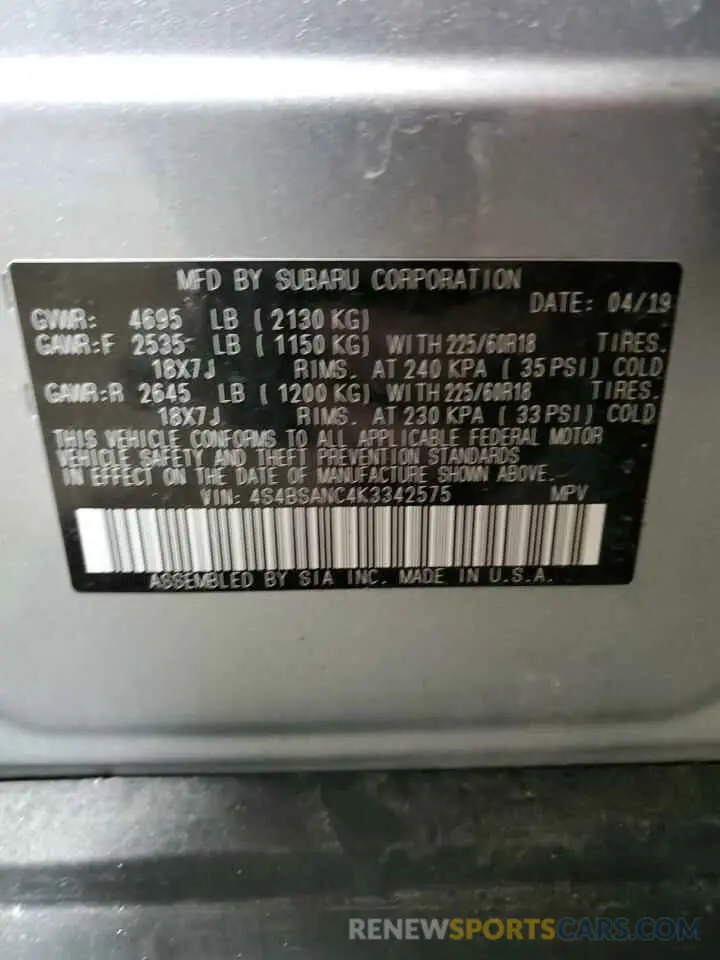 MFD BY SUBARU CORPORATION
DATE: 04/19
GVWR: 4695 LB ( 2130 KG)
GAWR:F 2535 LB ( 1150 KG) WITH 225/60R18 TIRES.
18X7J RIMS. AT 240 KPA ( 35 PSI) COLD
GAWR:R 2645 LB ( 1200 KG) WITH 225/60R18 TIRES.
18X7J RIMS. AT 230 KPA ( 33 PSI) COLD
THIS VEHICLE CONFORMS TO ALL APPLICABLE FEDERAL MOTOR
VEHICLE SAFETY AND THEFT PREVENTION STANDARDS
IN EFFECT ON THE DATE OF MANUFACTURE SHOWN ABOVE.
VIN: 4S4BSANC4K3342575 MPV
ASSEMBLED BY SIA INC. MADE IN U.S.A.
RENEWSPORTSCARS.COM